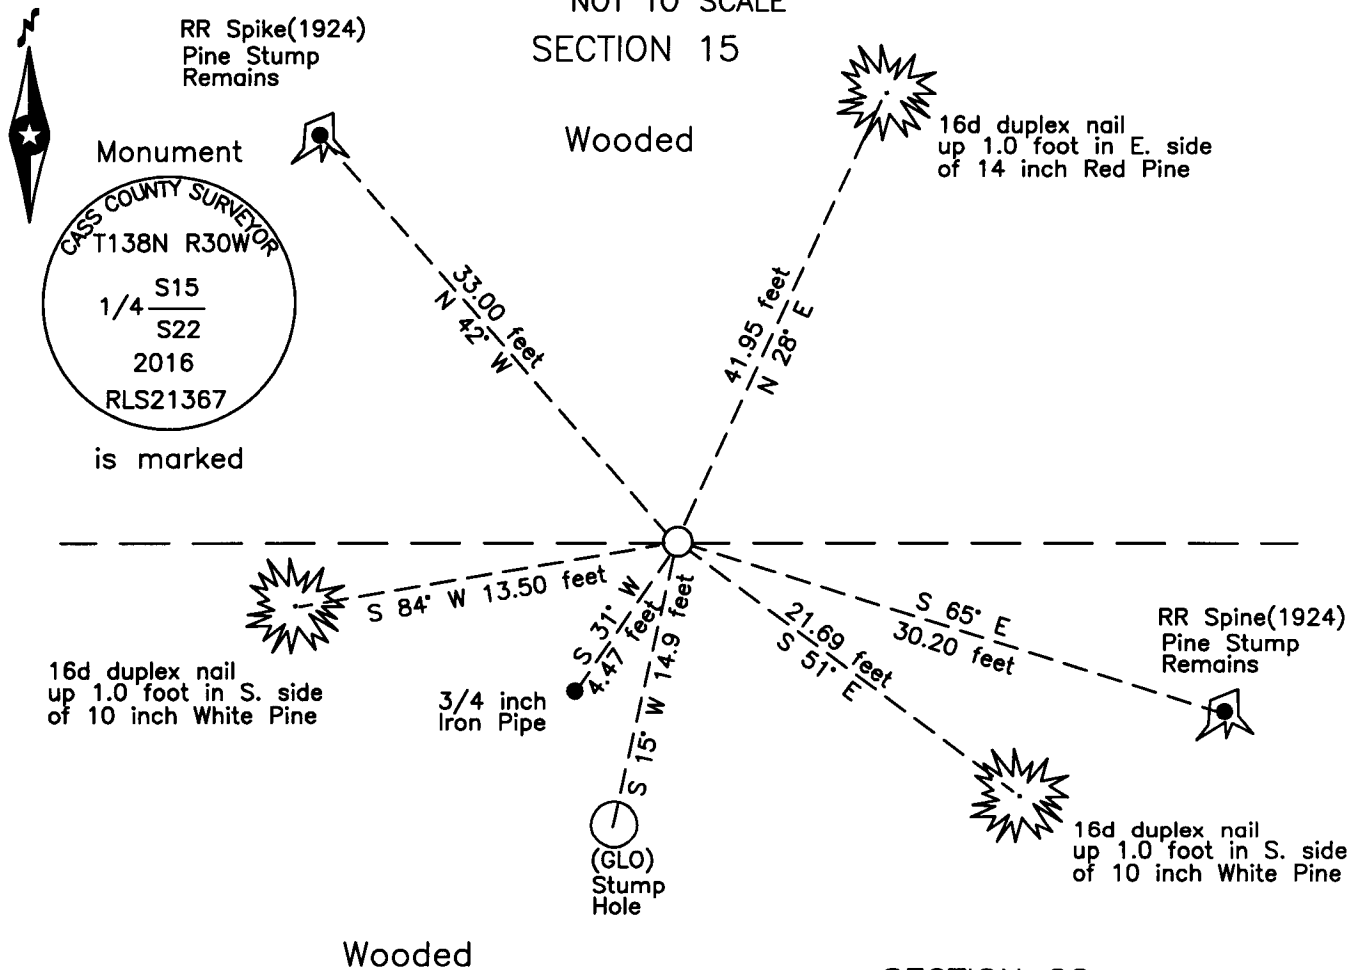 NOT TO SCALE
SECTION 15
RR Spike(1924)
Pine Stump
Remains
Wooded
16d duplex nail
up 1.0 foot in E. side
of 14 inch Red Pine
N
Monument
CASS COUNTY SURVEYOR
T138N R30W
1/4
S15
S22
2016
RLS21367
is marked
33.00 feet
N 42° W
41.95 feet
N 28° E
S 84° W 13.50 feet
S 31° W
4.47 feet
S 15° W 14.9 feet
21.69 feet
S 51° E
S 65° E
30.20 feet
RR Spine(1924)
Pine Stump
Remains
16d duplex nail
up 1.0 foot in S. side
of 10 inch White Pine
3/4 inch
Iron Pipe
16d duplex nail
up 1.0 foot in S. side
of 10 inch White Pine
(GLO)
Stump
Hole
Wooded
SECTION